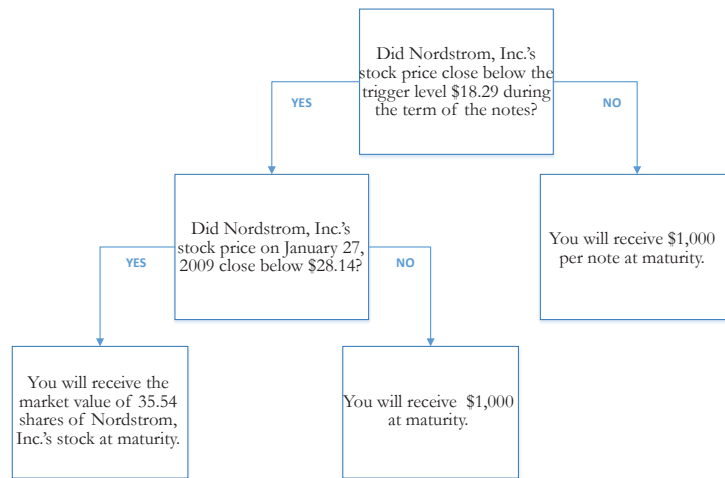 Did Nordstrom, Inc.'s
stock price close below the
trigger level $18.29 during
the term of the notes?
YES
NO
Did Nordstrom, Inc.'s
stock price on January 27,
2009 close below $28.14?
You will receive $1,000
per note at maturity.
YES
NO
You will receive the
market value of 35.54
shares of Nordstrom,
Inc.'s stock at maturity.
You will receive $1,000
at maturity.